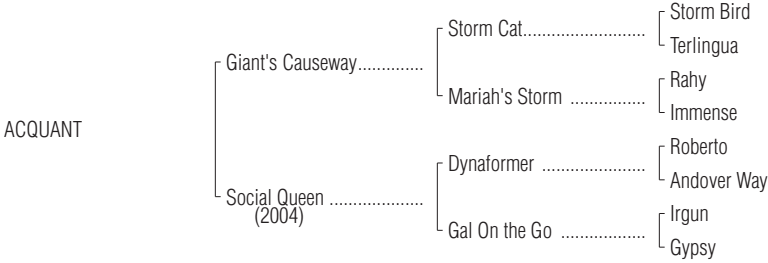 Storm Bird
Storm Cat..........................
Terlingua
Giant's Causeway..............
Rahy
Mariah's Storm ................
Immense
ACQUANT
Roberto
Dynaformer ......................
Andover Way
Social Queen ....................
(2004)
Irgun
Gal On the Go ..................
Gypsy